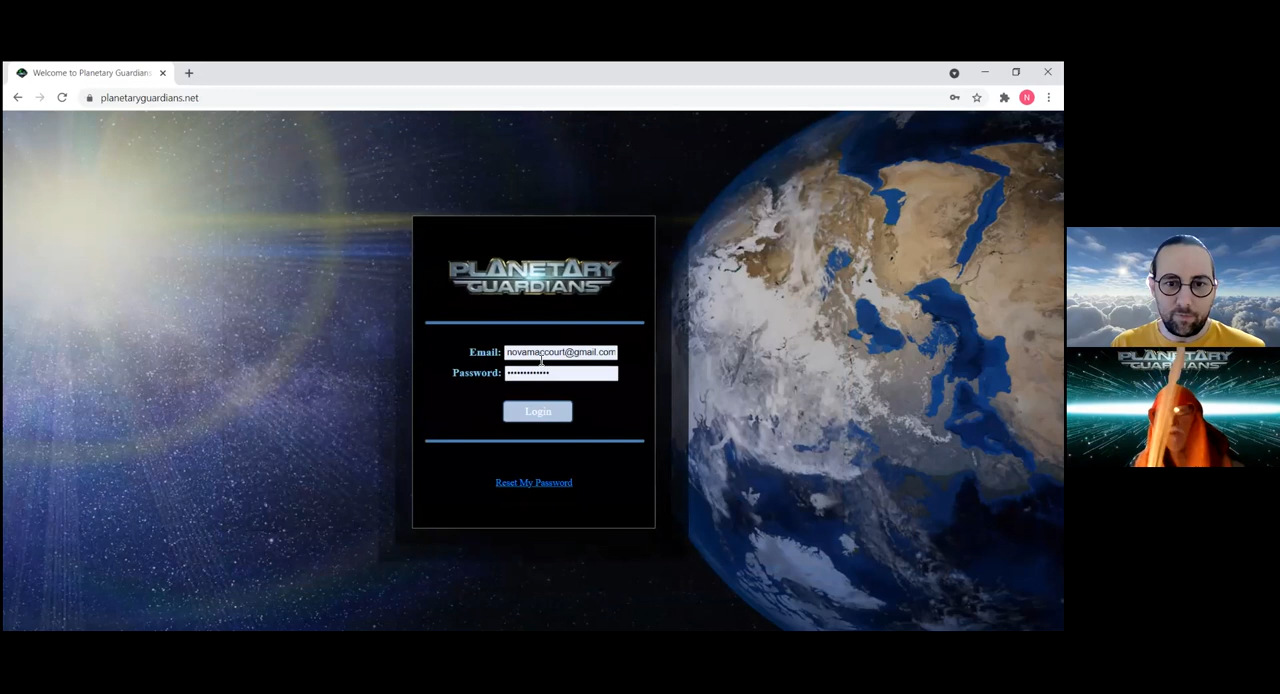 Welcome to Planetary Guardians
planetaryguardians.net
N
PLANETARY
GUARDIANS
Email: novamaccourt@gmail.com
Password: •••••••••••••
Login
Reset My Password
PLANETARY
GUARDIANS